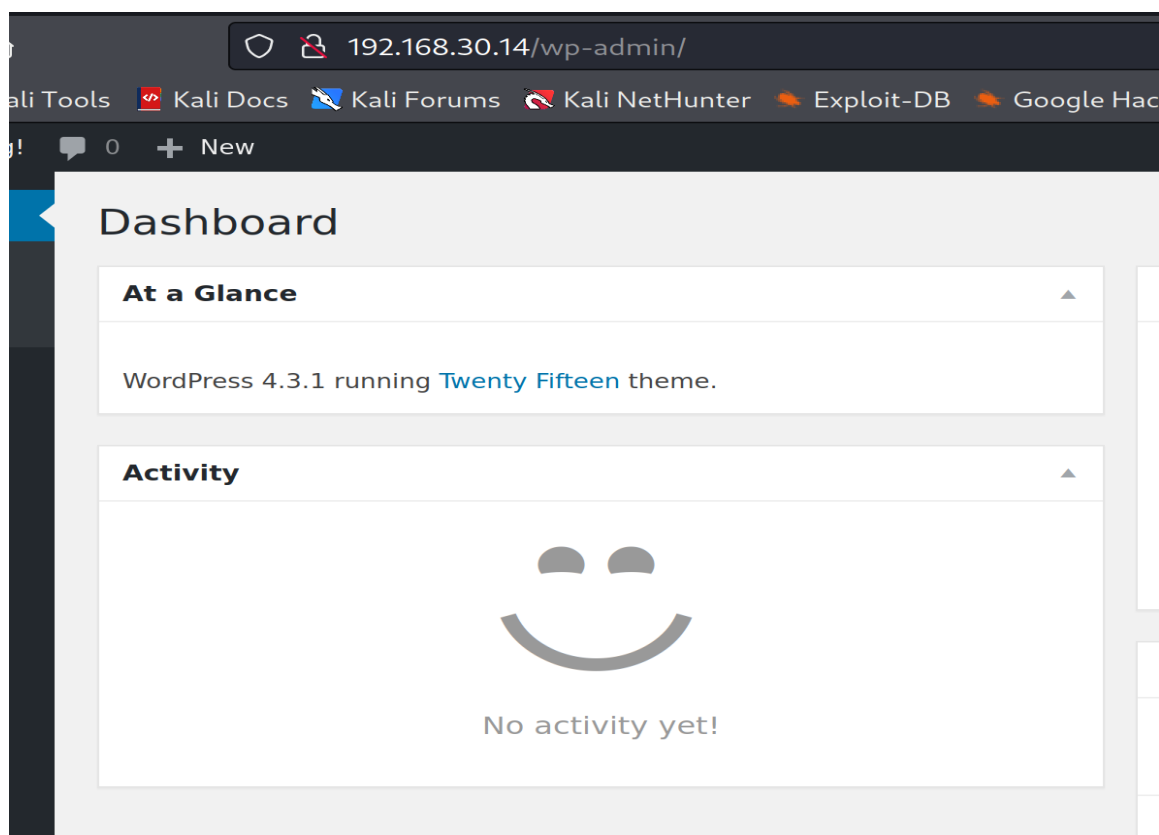 192.168.30.14/wp-admin/
ali Tools Kali Docs Kali Forums Kali NetHunter Exploit-DB Google Hac
g! 0 + New
Dashboard
At a Glance
WordPress 4.3.1 running Twenty Fifteen theme.
Activity
No activity yet!